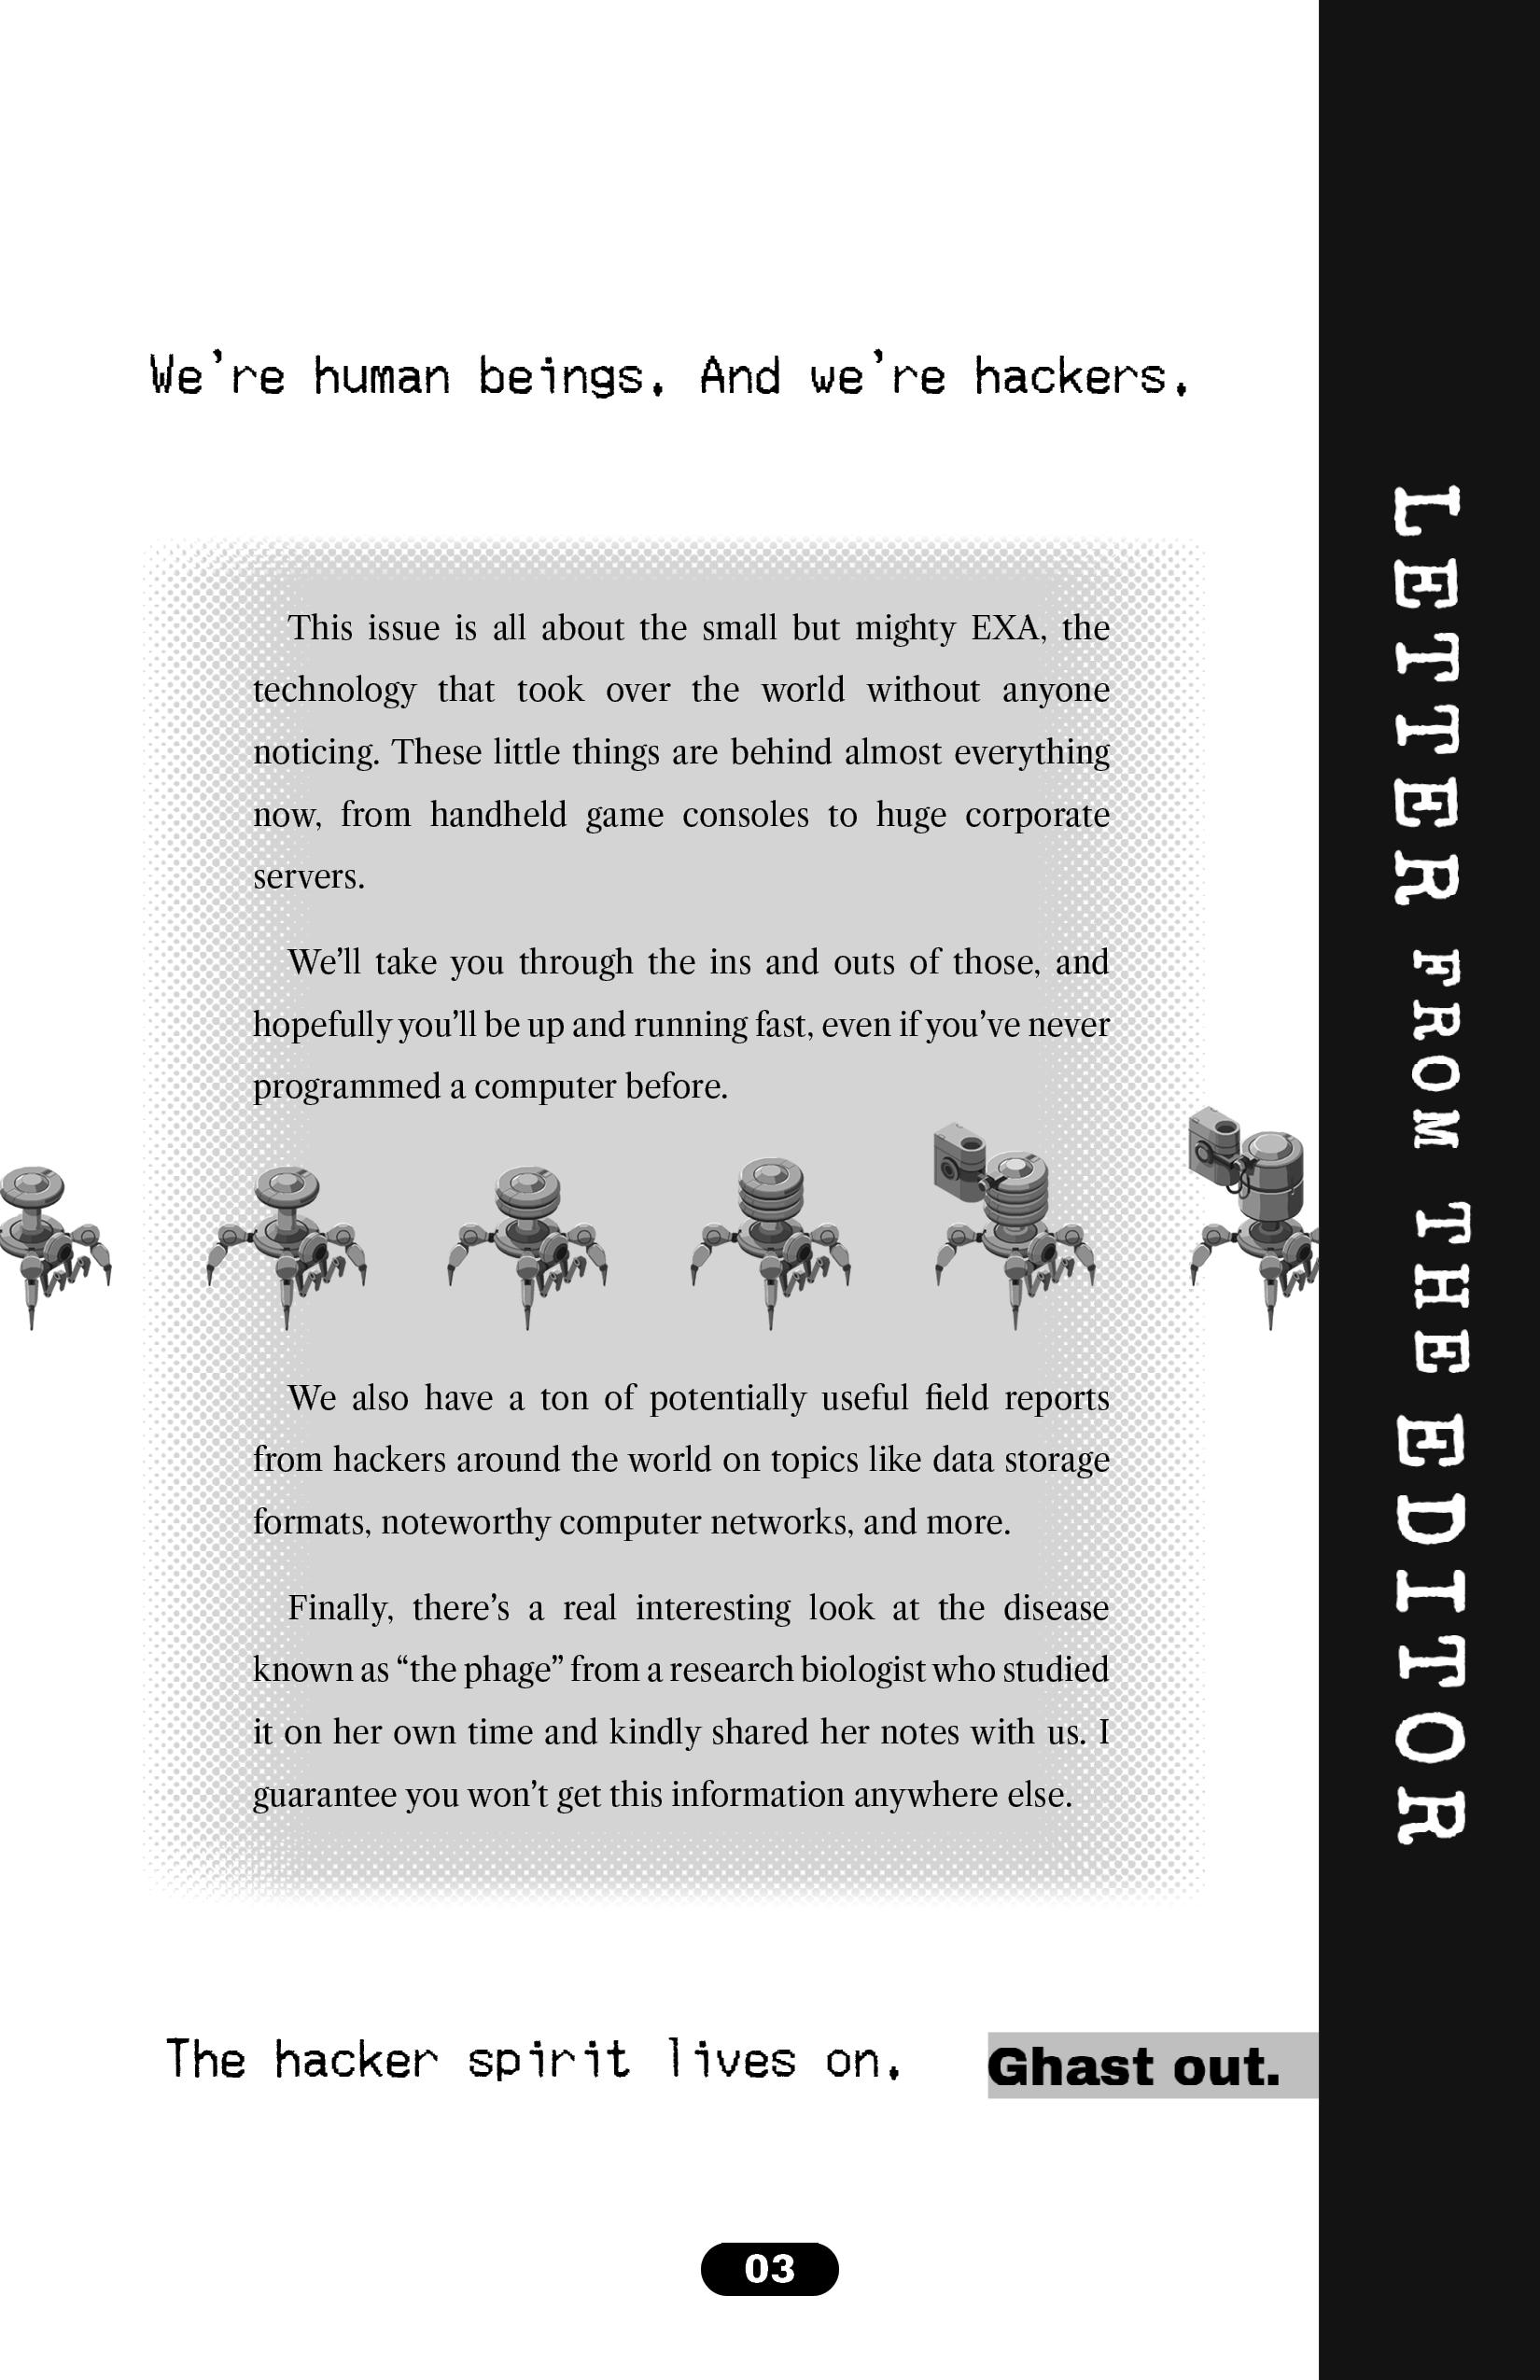 We're human beings. And we're hackers.
This issue is all about the small but mighty EXA, the
technology that took over the world without anyone
noticing. These little things are behind almost everything
now, from handheld game consoles to huge corporate
servers.
We'll take you through the ins and outs of those, and
hopefully you'll be up and running fast, even if you've never
programmed a computer before.
We also have a ton of potentially useful field reports
from hackers around the world on topics like data storage
formats, noteworthy computer networks, and more.
Finally, there's a real interesting look at the disease
known as “the phage” from a research biologist who studied
it on her own time and kindly shared her notes with us. I
guarantee you won't get this information anywhere else.
The hacker spirit lives on.
Ghast out.
03
LETTER FROM THE EDITOR